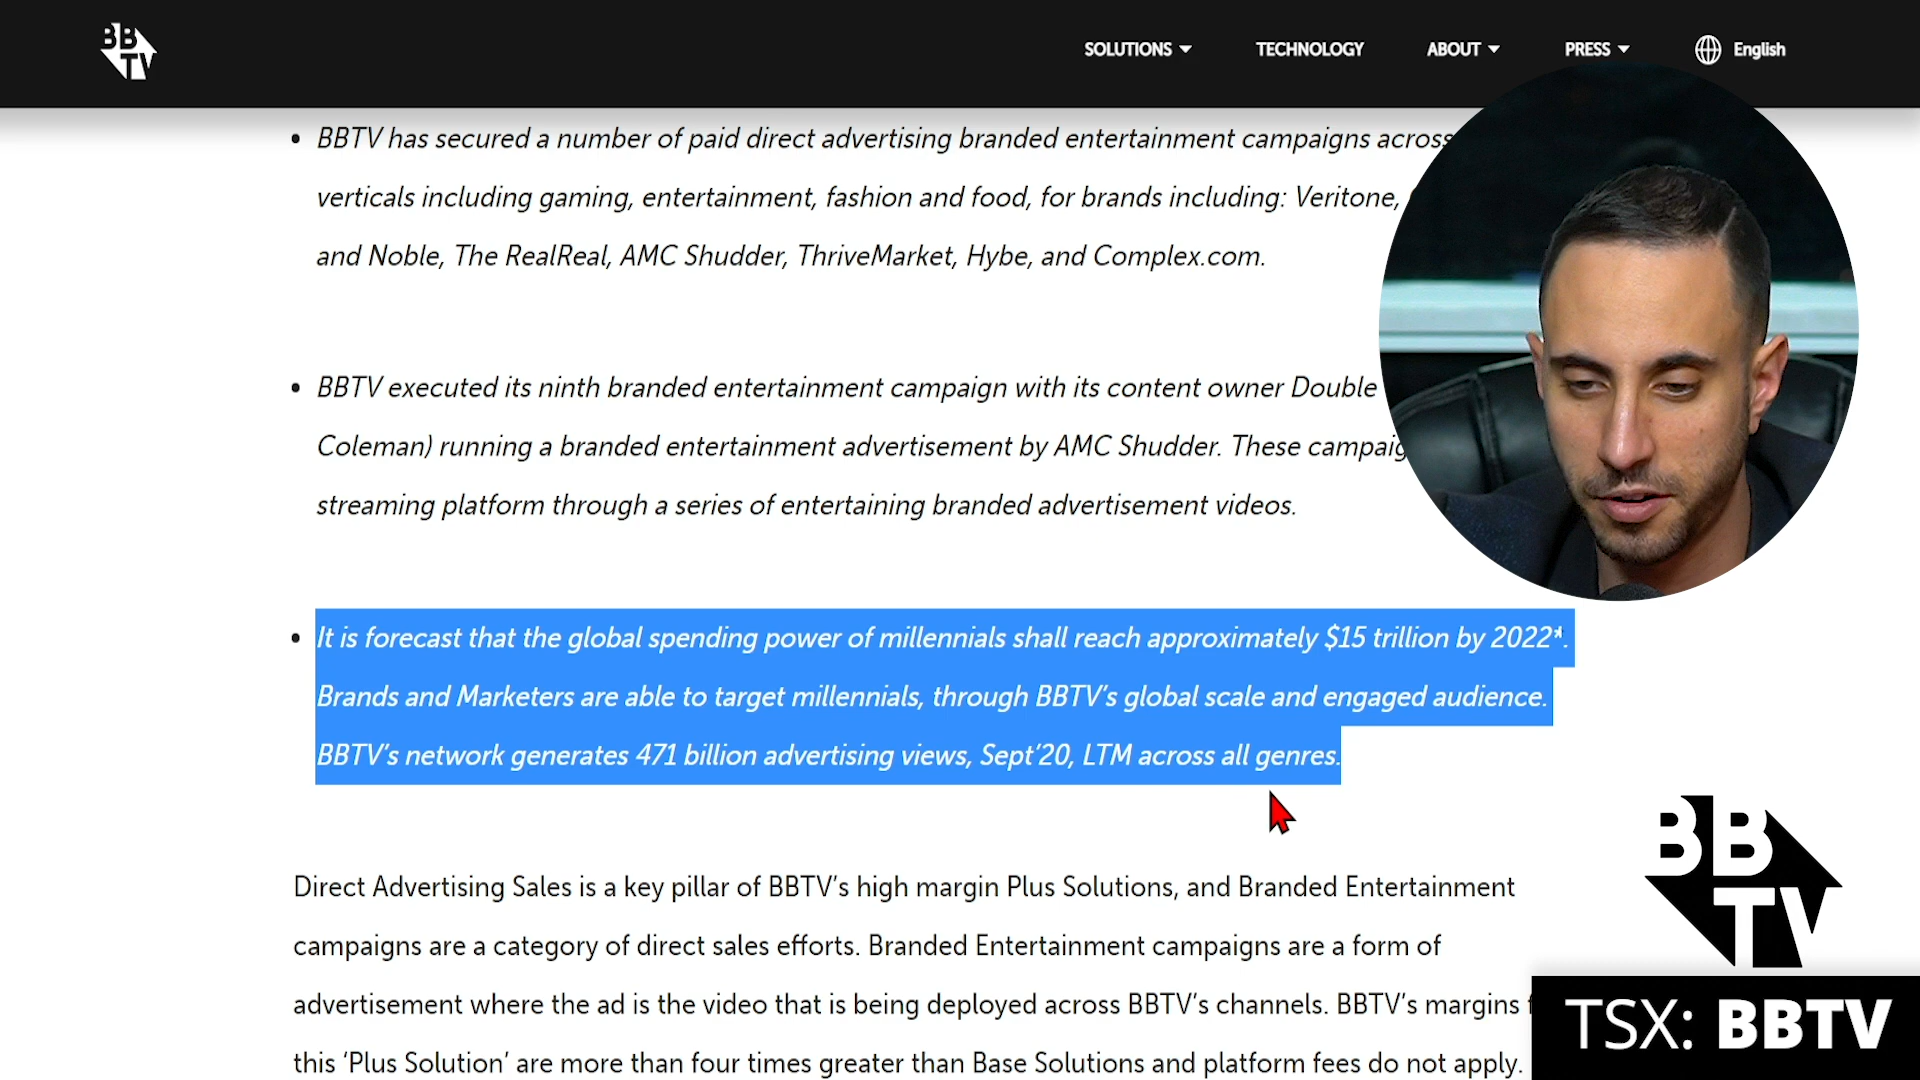 BB
TV
SOLUTIONS
TECHNOLOGY
ABOUT
PRESS
English
• BBTV has secured a number of paid direct advertising branded entertainment campaigns across
verticals including gaming, entertainment, fashion and food, for brands including: Veritone,
and Noble, The RealReal, AMC Shudder, ThriveMarket, Hybe, and Complex.com.
• BBTV executed its ninth branded entertainment campaign with its content owner Double
Coleman) running a branded entertainment advertisement by AMC Shudder. These
streaming platform through a series of entertaining branded advertisement videos.
• It is forecast that the global spending power of millennials shall reach approximately $15 trillion by 2022*.
Brands and Marketers are able to target millennials, through BBTV’s global scale and engaged audience.
BBTV’s network generates 471 billion advertising views, Sept’20, LTM across all genres.
Direct Advertising Sales is a key pillar of BBTV’s high margin Plus Solutions, and Branded Entertainment
campaigns are a category of direct sales efforts. Branded Entertainment campaigns are a form of
advertisement where the ad is the video that is being deployed across BBTV’s channels. BBTV’s margins
this ‘Plus Solution’ are more than four times greater than Base Solutions and platform fees do not apply.
BB
TV
TSX: BBTV